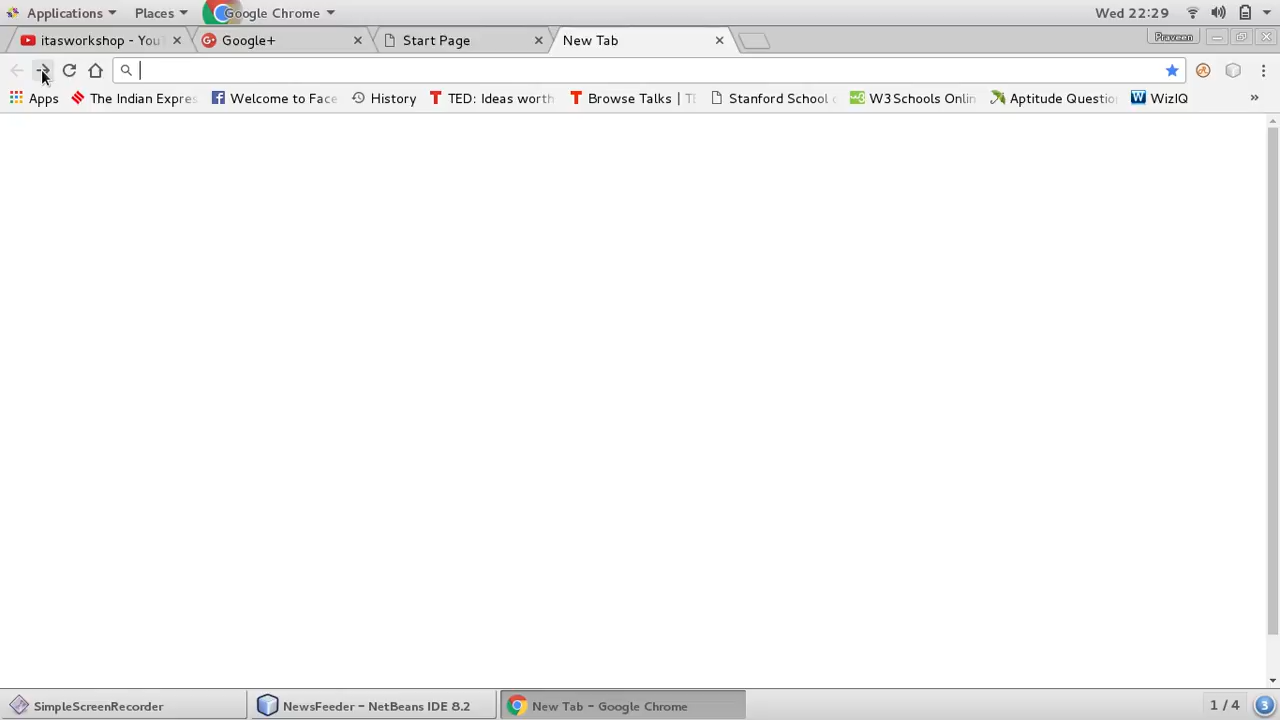 Applications Places Google Chrome Wed 22:29
itasworkshop - You Google+ Start Page New Tab Praveen
Apps The Indian Expre Welcome to Face History TED: Ideas worth Browse Talks | TE Stanford School W3Schools Onlin Aptitude Questio WizIQ »
SimpleScreenRecorder NewsFeeder - NetBeans IDE 8.2 New Tab - Google Chrome 1 / 4 3